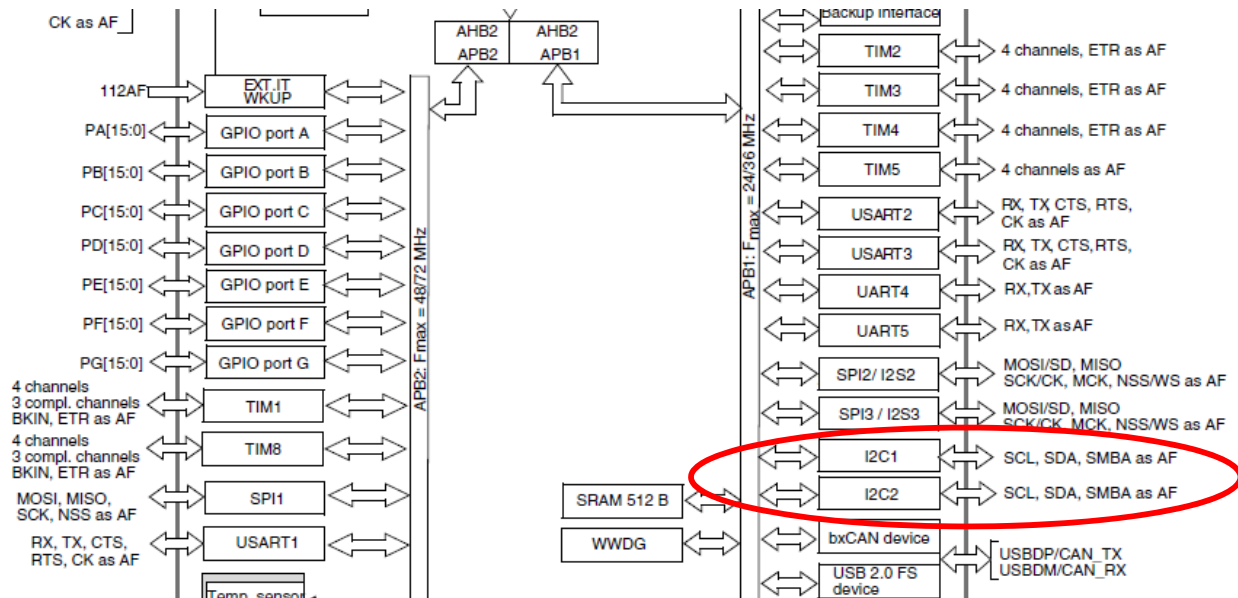 CK as AF
AHB2 AHB2
APB2 APB1
112AF
EXT.IT
WKUP
PA[15:0]
GPIO port A
PB[15:0]
GPIO port B
PC[15:0]
GPIO port C
PD[15:0]
GPIO port D
PE[15:0]
GPIO port E
PF[15:0]
GPIO port F
PG[15:0]
GPIO port G
4 channels
3 compl. channels
BKIN, ETR as AF
TIM1
4 channels
3 compl. channels
BKIN, ETR as AF
TIM8
MOSI, MISO,
SCK, NSS as AF
SPI1
RX, TX, CTS,
RTS, CK as AF
USART1
Temp. sensor
APB2: Fmax = 48/72 MHz
SRAM 512 B
WWDG
APB1: Fmax = 24/36 MHz
Backup interface
TIM2
4 channels, ETR as AF
TIM3
4 channels, ETR as AF
TIM4
4 channels, ETR as AF
TIM5
4 channels as AF
USART2
RX, TX, CTS, RTS,
CK as AF
USART3
RX, TX, CTS, RTS,
CK as AF
UART4
RX,TX as AF
UART5
RX,TX as AF
SPI2/ I2S2
MOSI/SD, MISO
SCK/CK, MCK, NSS/WS as AF
SPI3 / I2S3
MOSI/SD, MISO
SCK/CK, MCK, NSS/WS as AF
I2C1
SCL, SDA, SMBA as AF
I2C2
SCL, SDA, SMBA as AF
bxCAN device
USBDP/CAN_TX
USBDM/CAN_RX
USB 2.0 FS
device